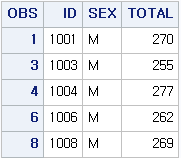 OBS ID SEX TOTAL
1 1001 M 270
3 1003 M 255
4 1004 M 277
6 1006 M 262
8 1008 M 269